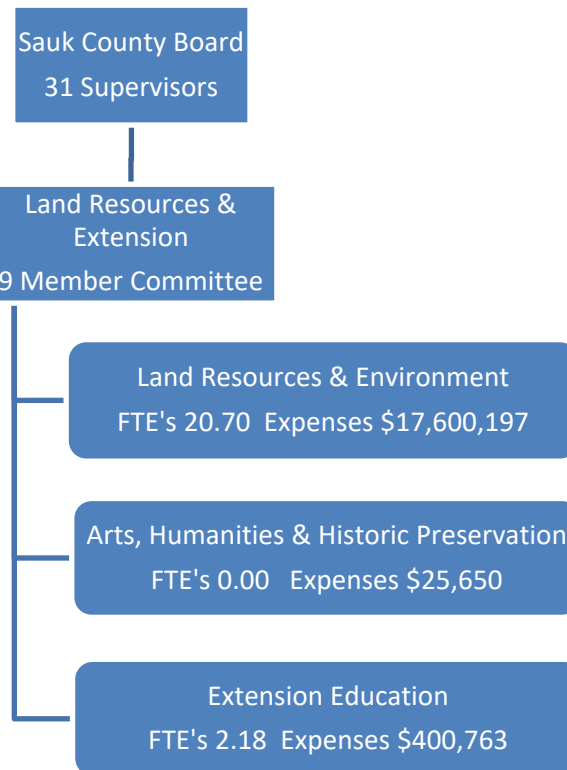 Sauk County Board
31 Supervisors
Land Resources &
Extension
9 Member Committee
Land Resources & Environment
FTE's 20.70  Expenses $17,600,197
Arts, Humanities & Historic Preservation
FTE's 0.00   Expenses $25,650
Extension Education
FTE's 2.18  Expenses $400,763